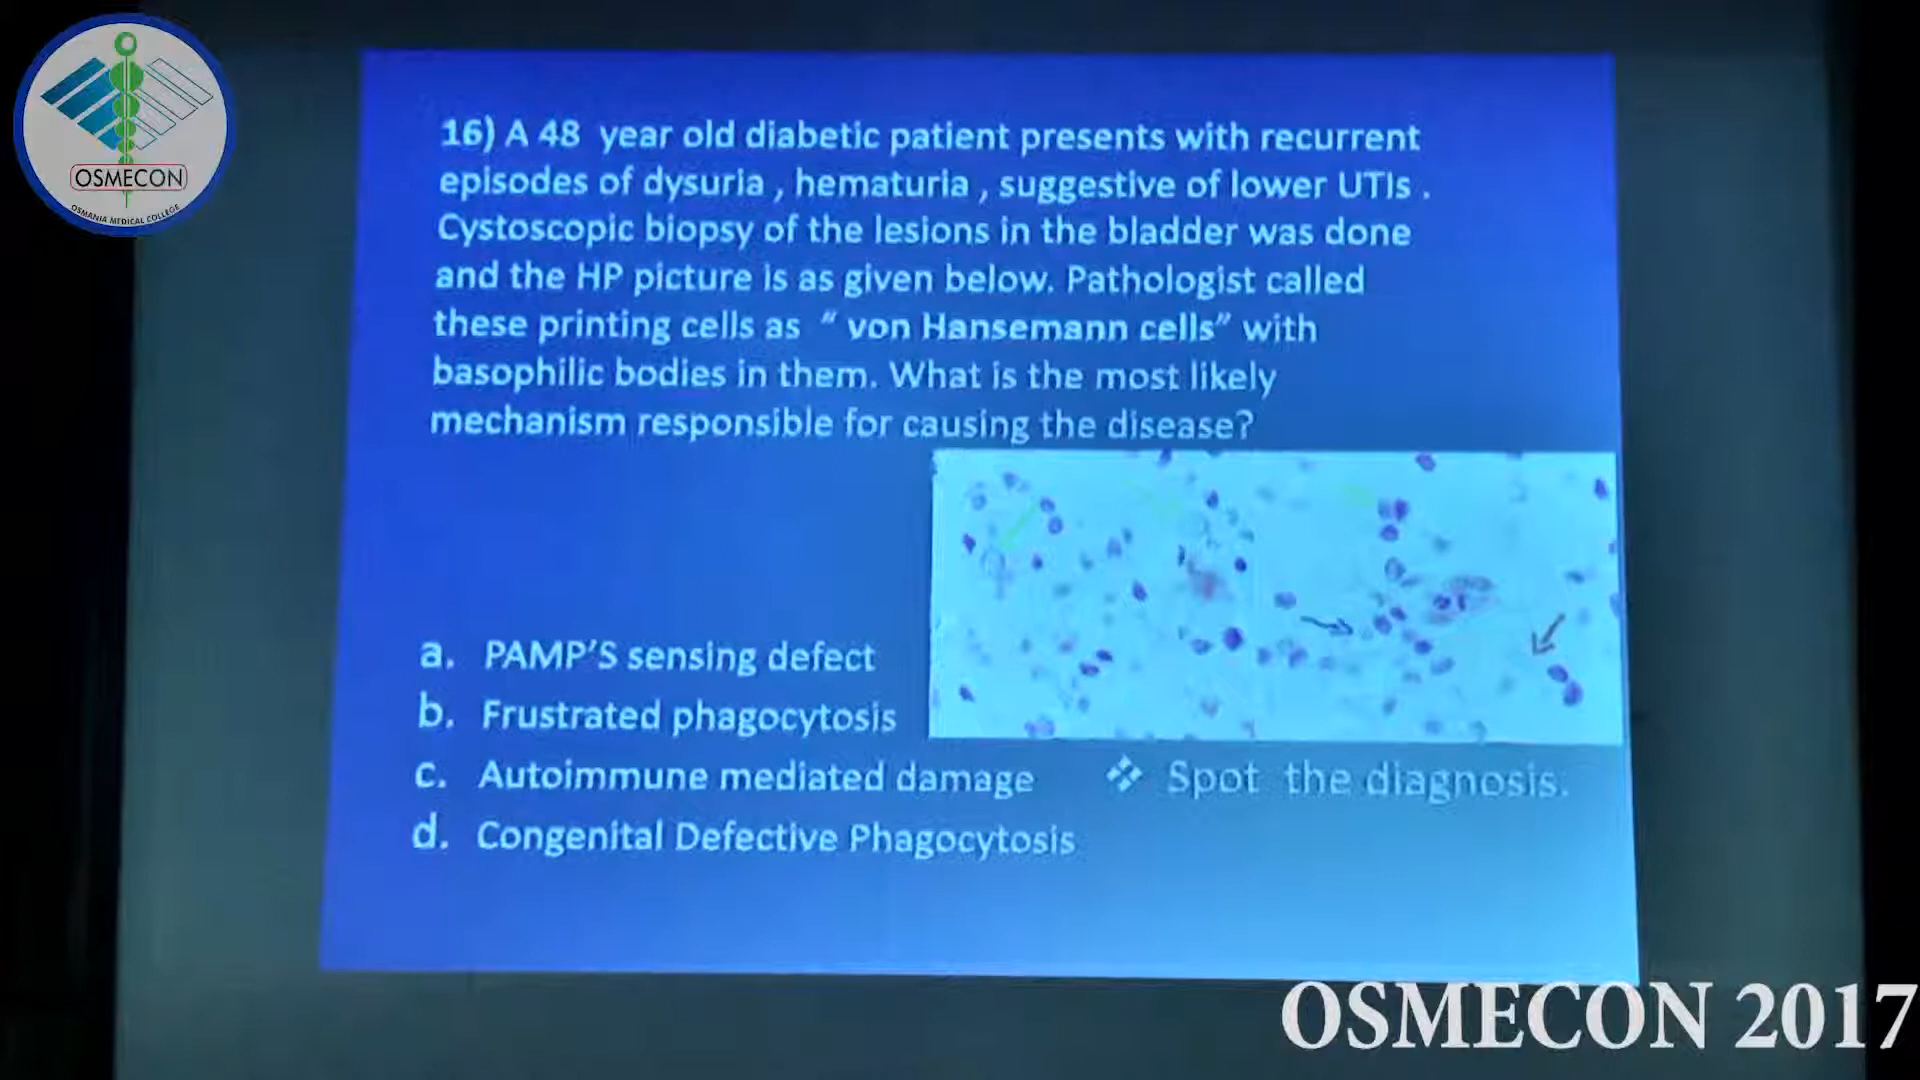 OSMECON
OSMANIA MEDICAL COLLEGE
16) A 48 year old diabetic patient presents with recurrent
episodes of dysuria , hematuria , suggestive of lower UTIs .
Cystoscopic biopsy of the lesions in the bladder was done
and the HP picture is as given below. Pathologist called
these printing cells as “ von Hansemann cells” with
basophilic bodies in them. What is the most likely
mechanism responsible for causing the disease?
a. PAMP’S sensing defect
b. Frustrated phagocytosis
c. Autoimmune mediated damage
❖ Spot the diagnosis.
d. Congenital Defective Phagocytosis
OSMECON 2017